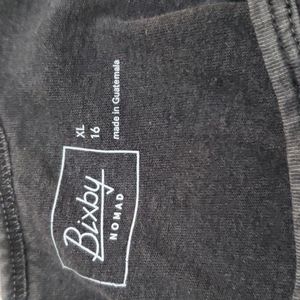 Bixby
NOMAD
XL
16
made in Guatemala